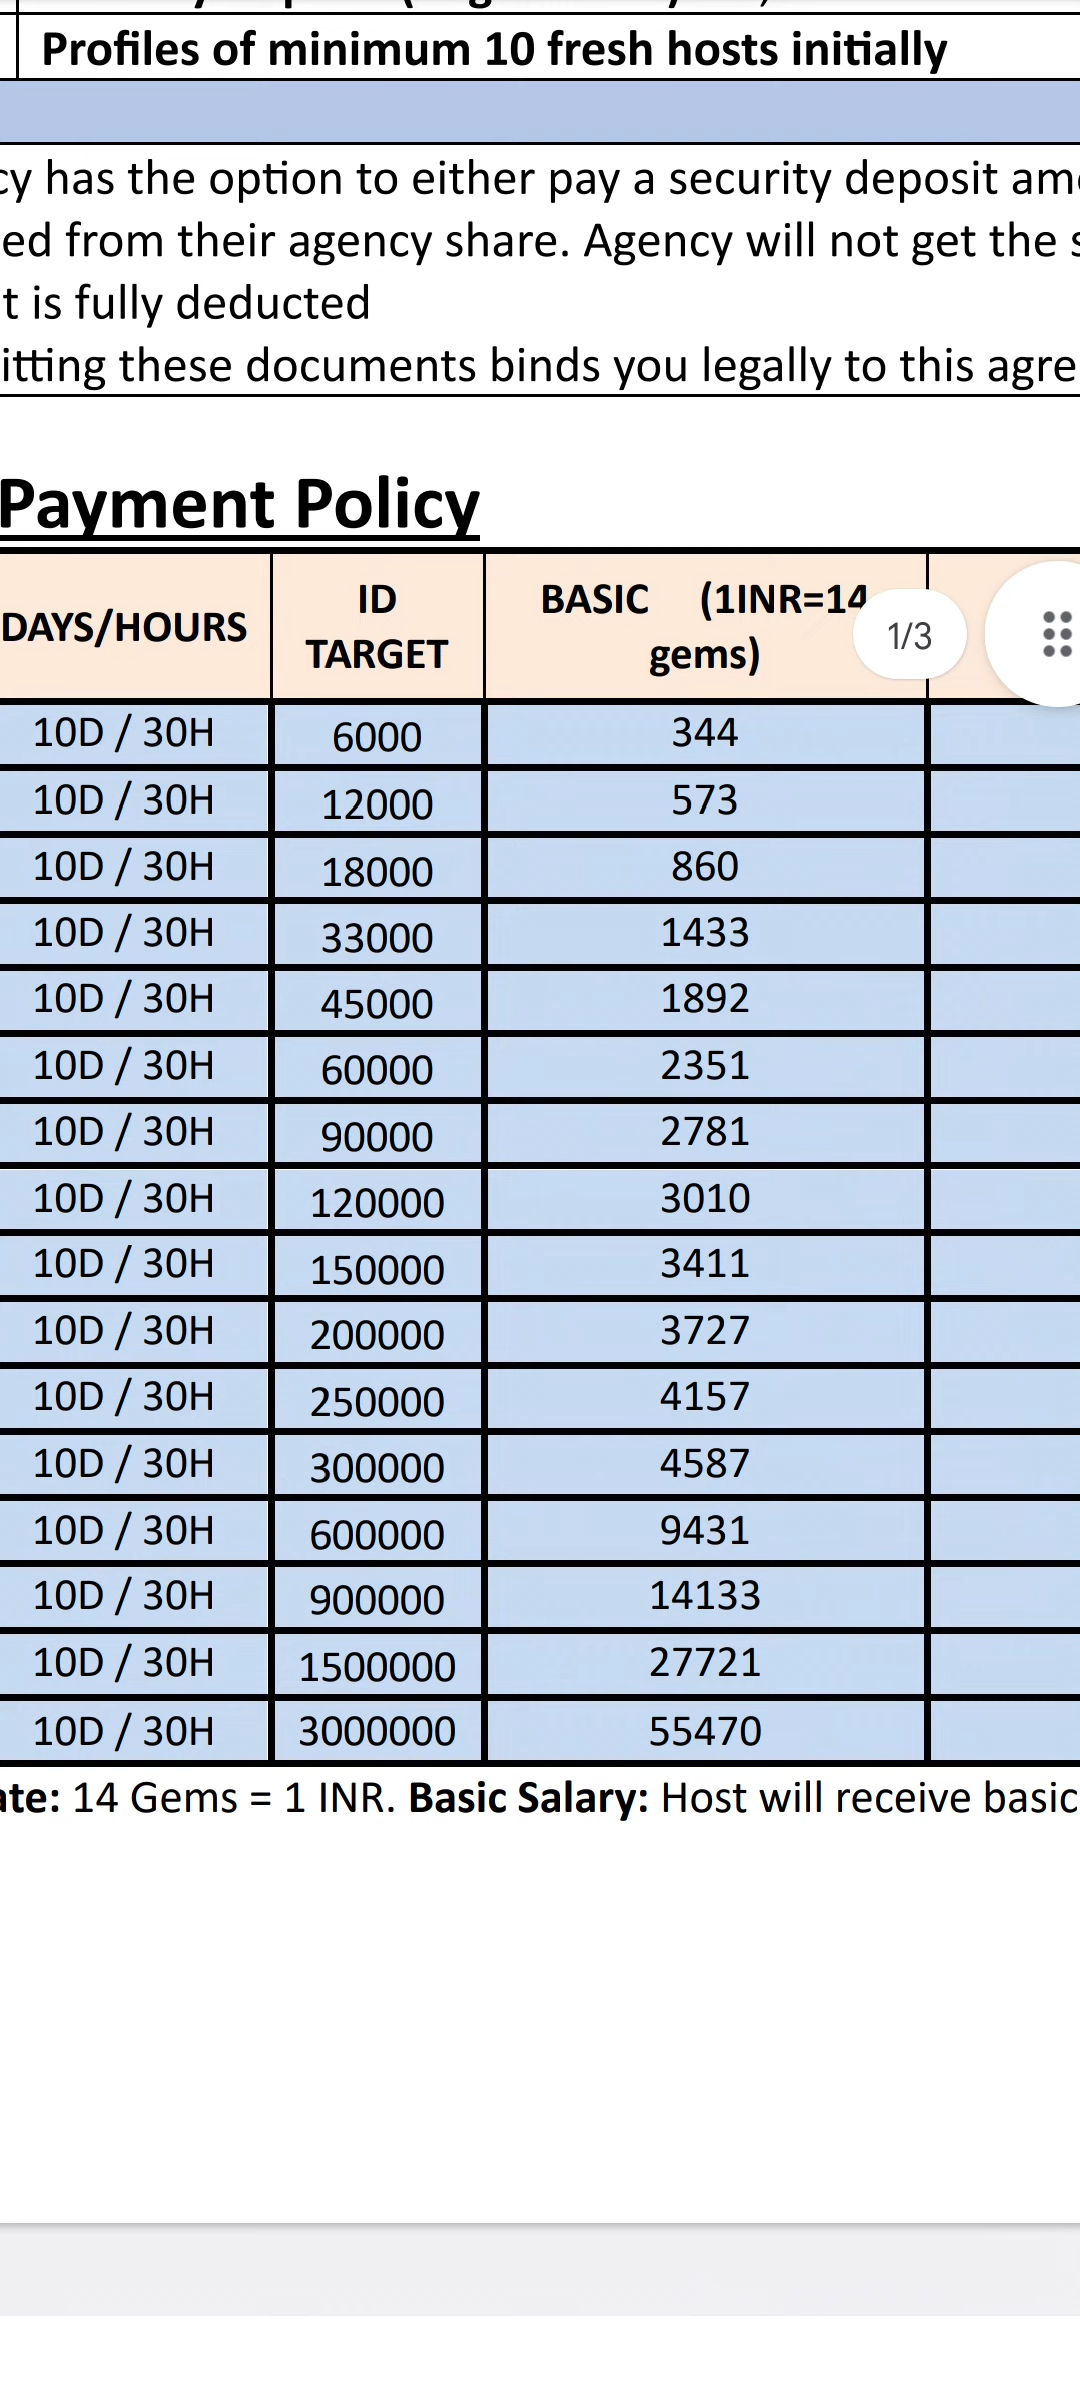 Profiles of minimum 10 fresh hosts initially
cy has the option to either pay a security deposit am
ed from their agency share. Agency will not get the s
t is fully deducted
itting these documents binds you legally to this agre
Payment Policy
DAYS/HOURS ID TARGET BASIC (1INR=14 gems)
1/3
10D / 30H 6000 344
10D / 30H 12000 573
10D / 30H 18000 860
10D / 30H 33000 1433
10D / 30H 45000 1892
10D / 30H 60000 2351
10D / 30H 90000 2781
10D / 30H 120000 3010
10D / 30H 150000 3411
10D / 30H 200000 3727
10D / 30H 250000 4157
10D / 30H 300000 4587
10D / 30H 600000 9431
10D / 30H 900000 14133
10D / 30H 1500000 27721
10D / 30H 3000000 55470
ate: 14 Gems = 1 INR. Basic Salary: Host will receive basic